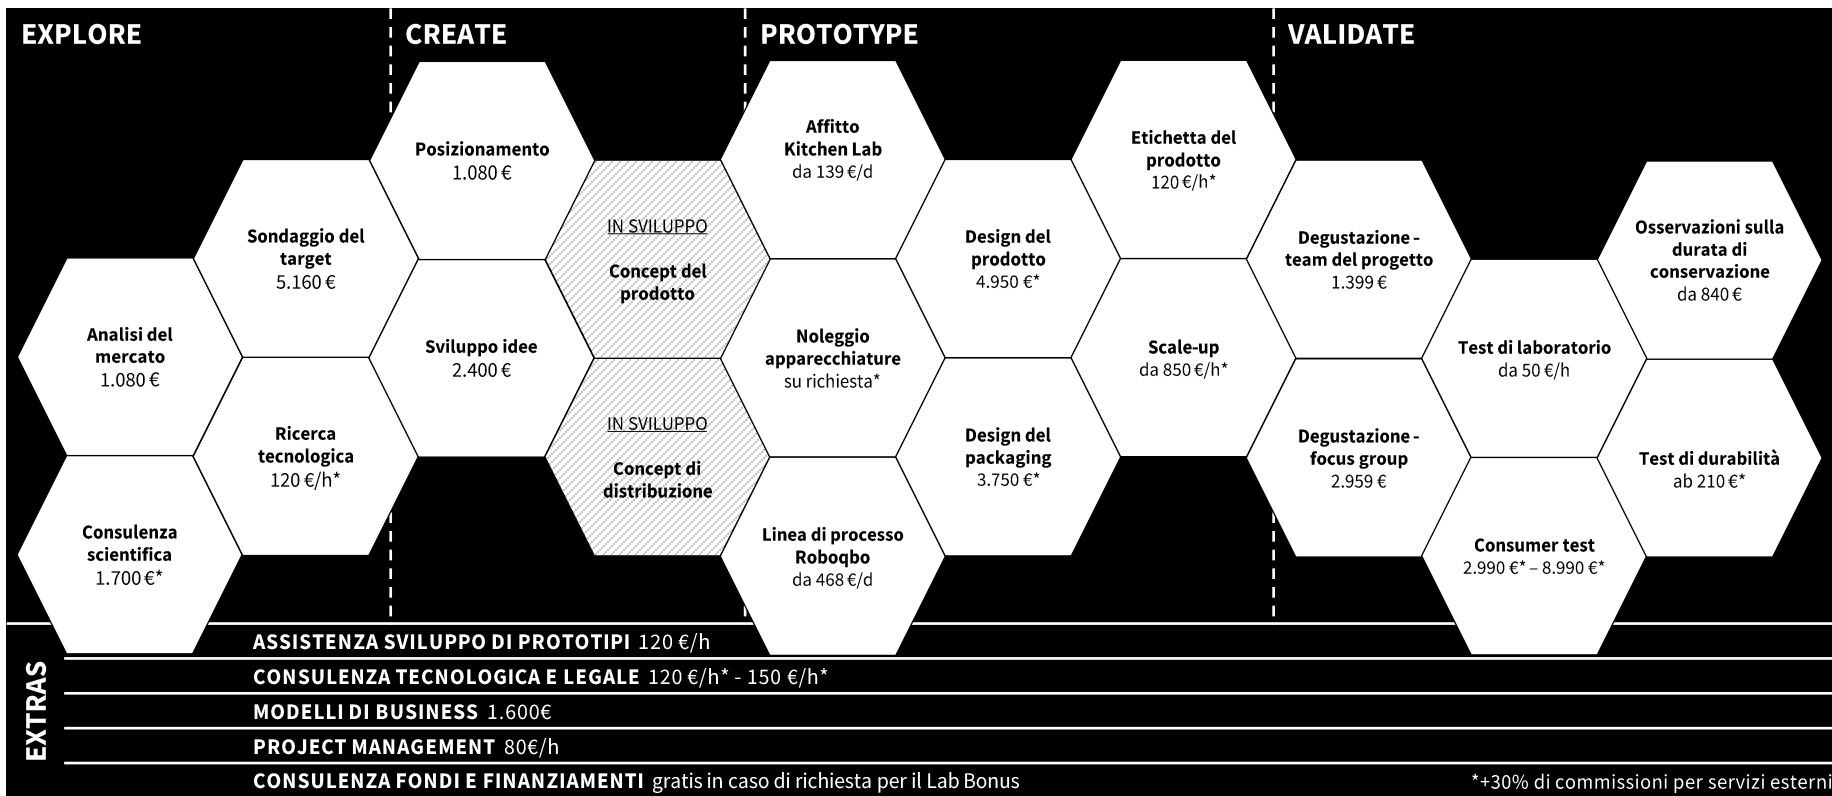 EXPLORE
Analisi del
mercato
1.080 €
Consulenza
scientifica
1.700 €*
Sondaggio del
target
5.160 €
Ricerca
tecnologica
120 €/h*
CREATE
Posizionamento
1.080 €
Sviluppo idee
2.400 €
IN SVILUPPO
Concept del
prodotto
IN SVILUPPO
Concept di
distribuzione
PROTOTYPE
Affitto
Kitchen Lab
da 139 €/d
Noleggio
apparecchiature
su richiesta*
Linea di processo
Roboqbo
da 468 €/d
Design del
prodotto
4.950 €*
Design del
packaging
3.750 €*
Etichetta del
prodotto
120 €/h*
Scale-up
da 850 €/h*
VALIDATE
Degustazione -
team del progetto
1.399 €
Degustazione -
focus group
2.959 €
Test di laboratorio
da 50 €/h
Consumer test
2.990 €* – 8.990 €*
Osservazioni sulla
durata di
conservazione
da 840 €
Test di durabilità
ab 210 €*
EXTRAS
ASSISTENZA SVILUPPO DI PROTOTIPI 120 €/h
CONSULENZA TECNOLOGICA E LEGALE 120 €/h* - 150 €/h*
MODELLI DI BUSINESS 1.600€
PROJECT MANAGEMENT 80€/h
CONSULENZA FONDI E FINANZIAMENTI gratis in caso di richiesta per il Lab Bonus
*+30% di commissioni per servizi esterni